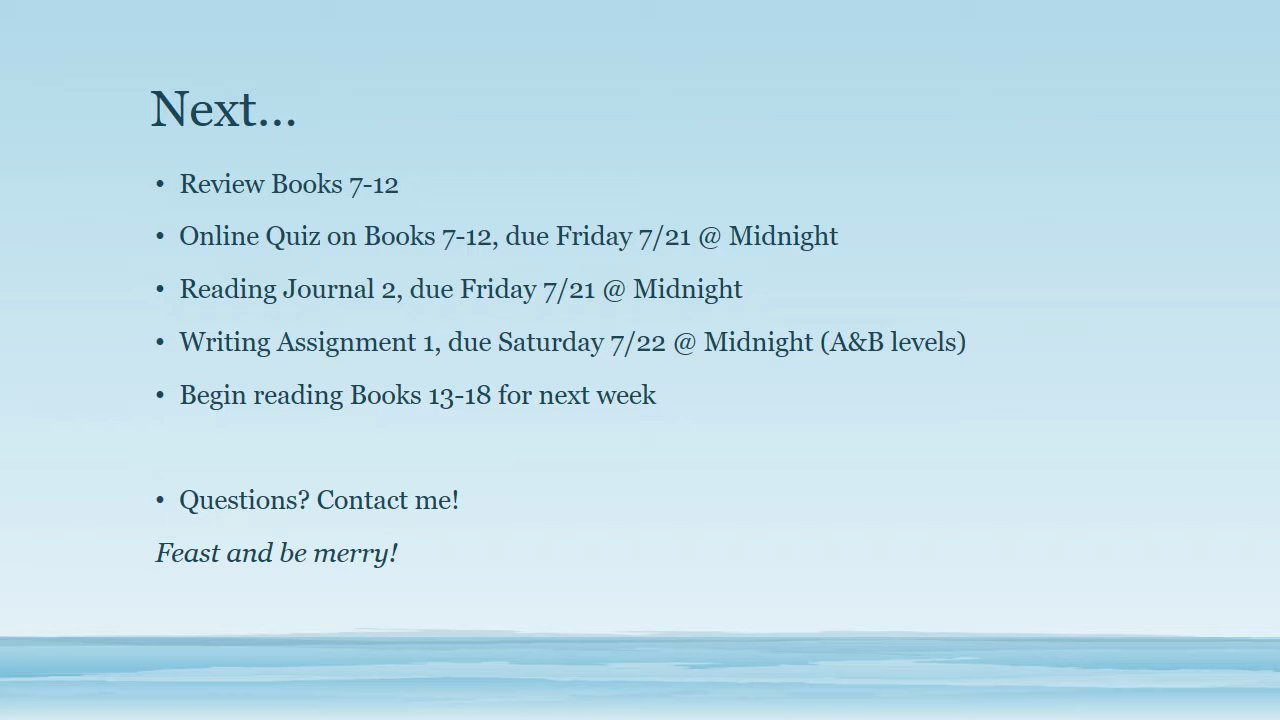 Next...
• Review Books 7-12
• Online Quiz on Books 7-12, due Friday 7/21 @ Midnight
• Reading Journal 2, due Friday 7/21 @ Midnight
• Writing Assignment 1, due Saturday 7/22 @ Midnight (A&B levels)
• Begin reading Books 13-18 for next week
• Questions? Contact me!
Feast and be merry!